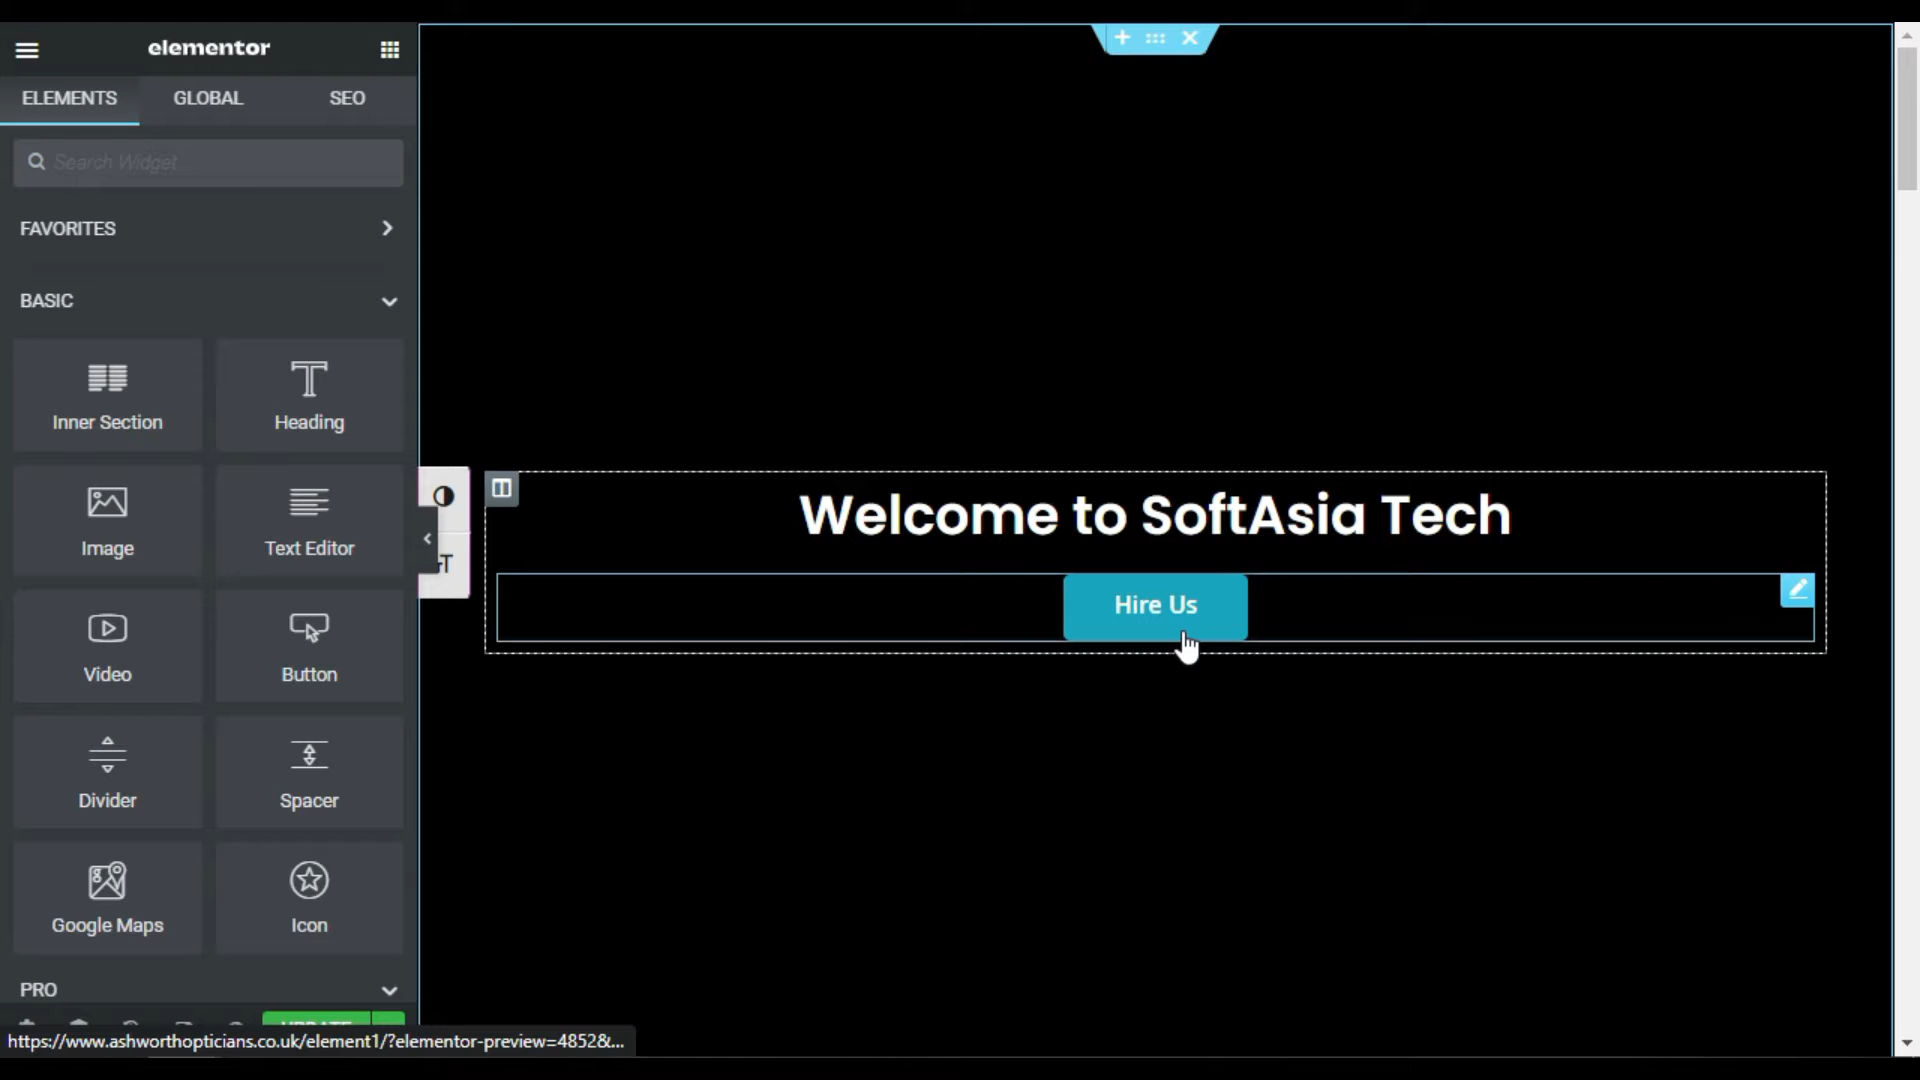 elementor
ELEMENTS GLOBAL SEO
Search Widget...
FAVORITES
BASIC
Inner Section
Heading
Image
Text Editor
Video
Button
Divider
Spacer
Google Maps
Icon
PRO
UPDATE
https://www.ashworthopticians.co.uk/element1/?elementor-preview=4852&...
Welcome to SoftAsia Tech
Hire Us